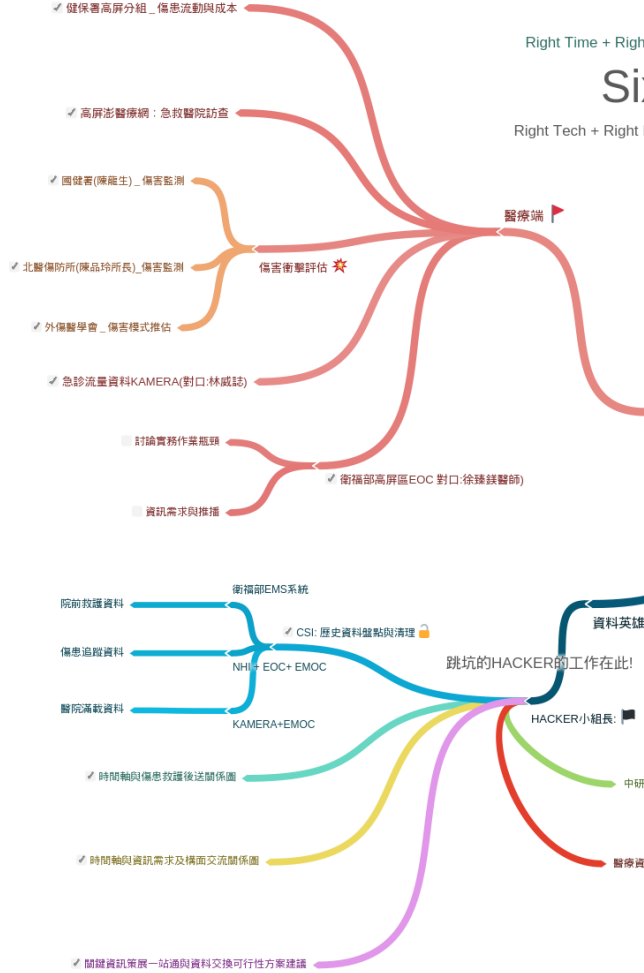 健保署高屏分組_傷患流動與成本
Right Time + Righ
Six
Right Tech + Right
高屏澎醫療網：急救醫院訪查
國健署(陳龍生)_傷害監測
醫療端
北醫傷防所(陳品玲所長)_傷害監測
傷害衝擊評估
外傷醫學會_傷害模式推估
急診流量資料KAMERA(對口:林威誌)
討論實務作業瓶頸
衛福部高屏區EOC 對口:徐臻鎂醫師)
資訊需求與推播
衛福部EMS系統
院前救護資料
資料英雄
CSI: 歷史資料盤點與清理
傷患追蹤資料
NHI + EOC+ EMOC
跳坑的HACKER的工作在此!
醫院滿載資料
KAMERA+EMOC
HACKER小組長:
時間軸與傷患救護後送關係圖
中研
時間軸與資訊需求及構面交流關係圖
醫療資
關鍵資訊策展一站通與資料交換可行性方案建議